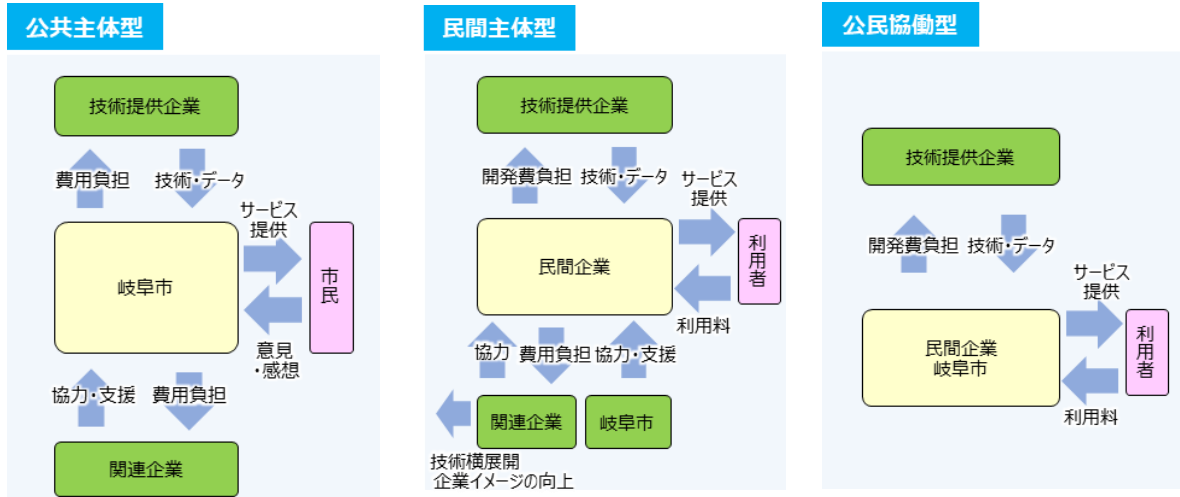 公共主体型
技術提供企業
費用負担
技術・データ
サービス
提供
岐阜市
市民
意見
・感想
協力・支援
費用負担
関連企業
民間主体型
技術提供企業
開発費負担
技術・データ
サービス
提供
民間企業
利用者
利用料
協力
費用負担
協力・支援
関連企業
岐阜市
技術横展開
企業イメージの向上
公民協働型
技術提供企業
開発費負担
技術・データ
サービス
提供
民間企業
岐阜市
利用者
利用料